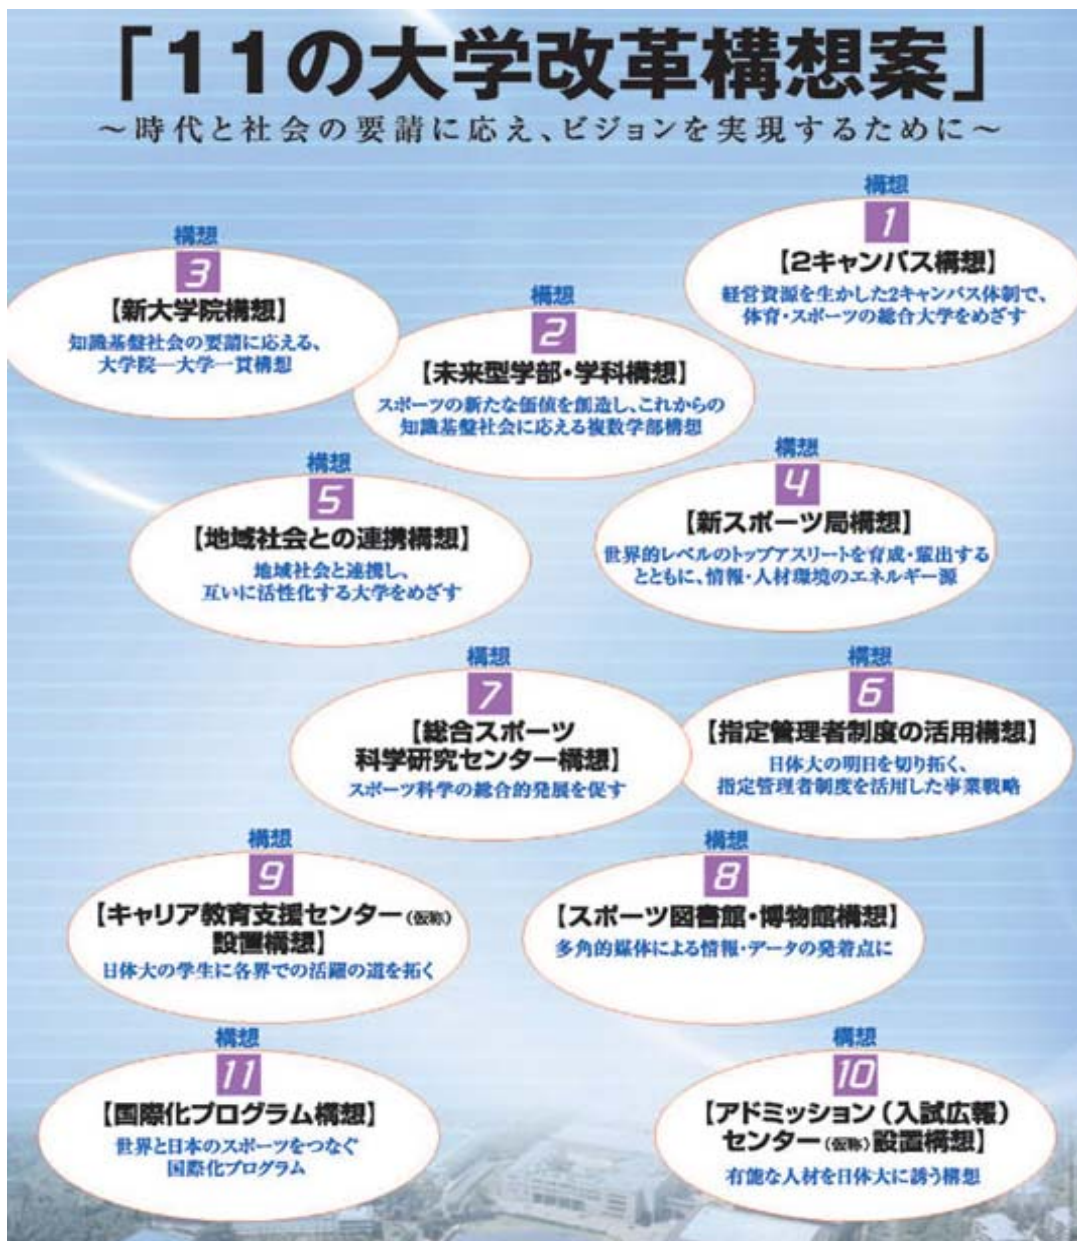 「11の大学改革構想案」
～時代と社会の要請に応え、ビジョンを実現するために～
構想
1
【2キャンパス構想】
経営資源を生かした2キャンパス体制で、
体育・スポーツの総合大学をめざす
構想
2
【未来型学部・学科構想】
スポーツの新たな価値を創造し、これからの
知識基盤社会に応える複数学部構想
構想
3
【新大学院構想】
知識基盤社会の要請に応える、
大学院―大学一貫構想
構想
4
【新スポーツ局構想】
世界的レベルのトップアスリートを育成・輩出する
とともに、情報・人材環境のエネルギー源
構想
5
【地域社会との連携構想】
地域社会と連携し、
互いに活性化する大学をめざす
構想
6
【指定管理者制度の活用構想】
日体大の明日を切り拓く、
指定管理者制度を活用した事業戦略
構想
7
【総合スポーツ
科学研究センター構想】
スポーツ科学の総合的発展を促す
構想
8
【スポーツ図書館・博物館構想】
多角的媒体による情報・データの発着点に
構想
9
【キャリア教育支援センター(仮称)
設置構想】
日体大の学生に各界での活躍の道を拓く
構想
10
【アドミッション(入試広報)
センター(仮称)設置構想】
有能な人材を日体大に誘う構想
構想
11
【国際化プログラム構想】
世界と日本のスポーツをつなぐ
国際化プログラム